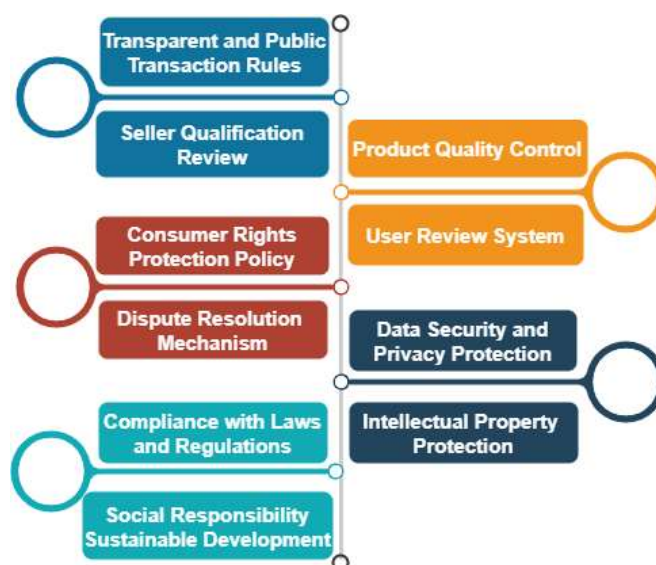 Transparent and Public
Transaction Rules
Seller Qualification
Review
Product Quality Control
User Review System
Consumer Rights
Protection Policy
Dispute Resolution
Mechanism
Data Security and
Privacy Protection
Intellectual Property
Protection
Compliance with Laws
and Regulations
Social Responsibility
Sustainable Development